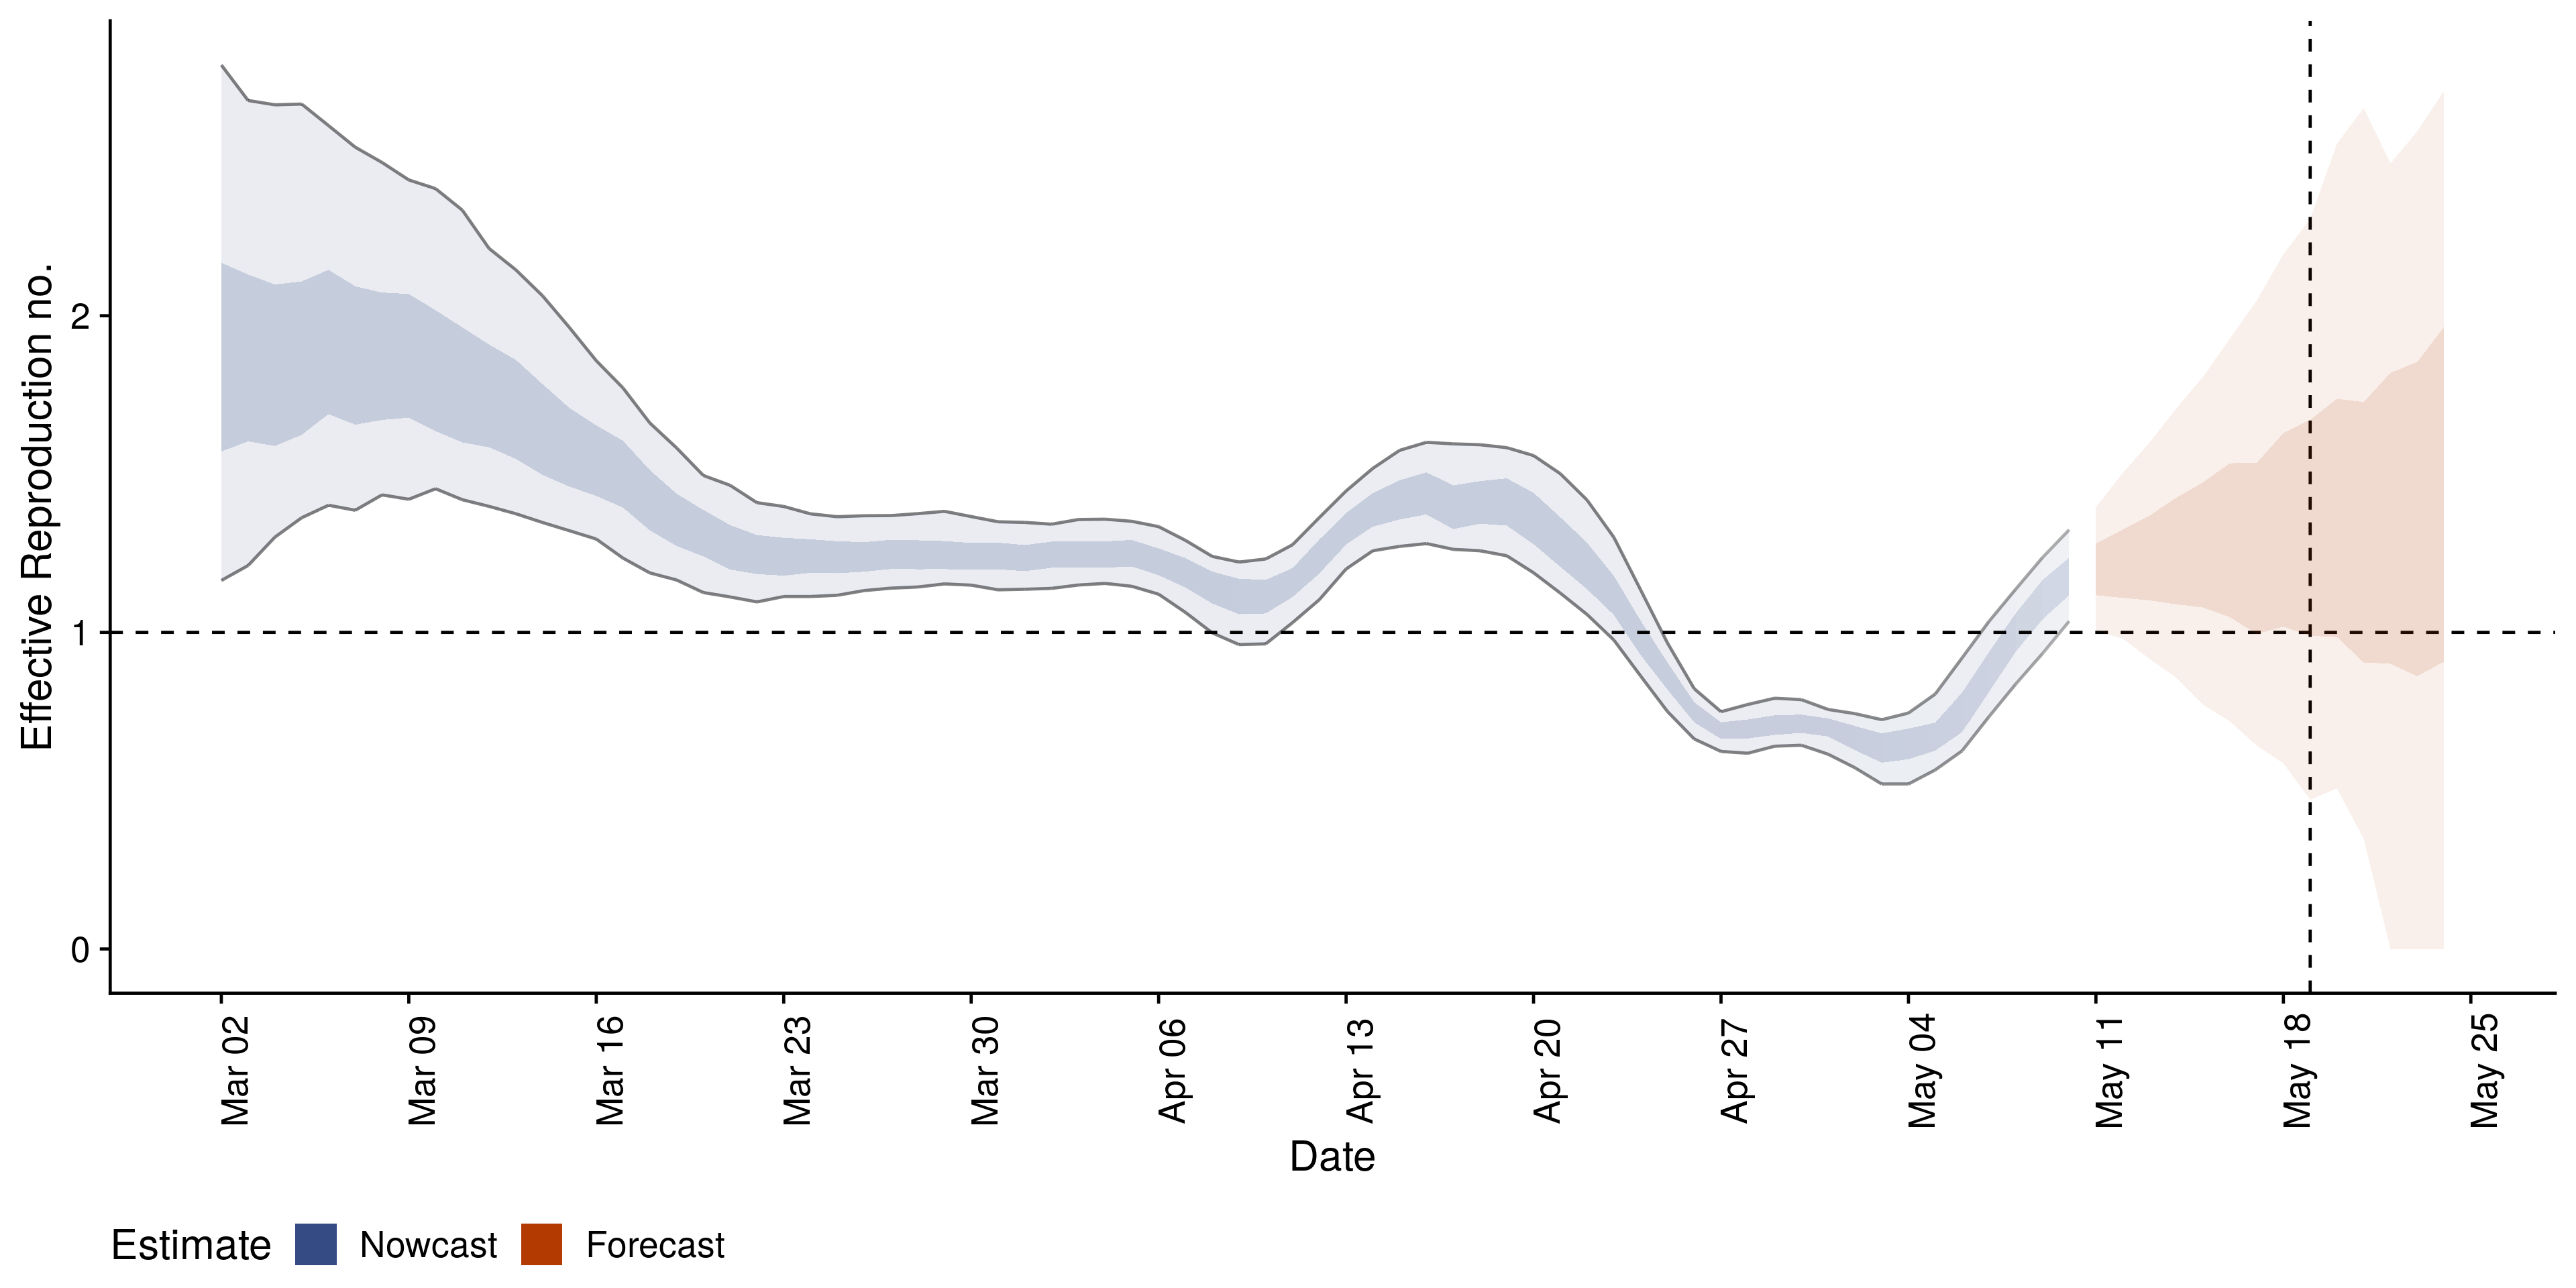 Effective Reproduction no.
2
1
0
Mar 02
Mar 09
Mar 16
Mar 23
Mar 30
Apr 06
Apr 13
Apr 20
Apr 27
May 04
May 11
May 18
May 25
Date
Estimate Nowcast Forecast